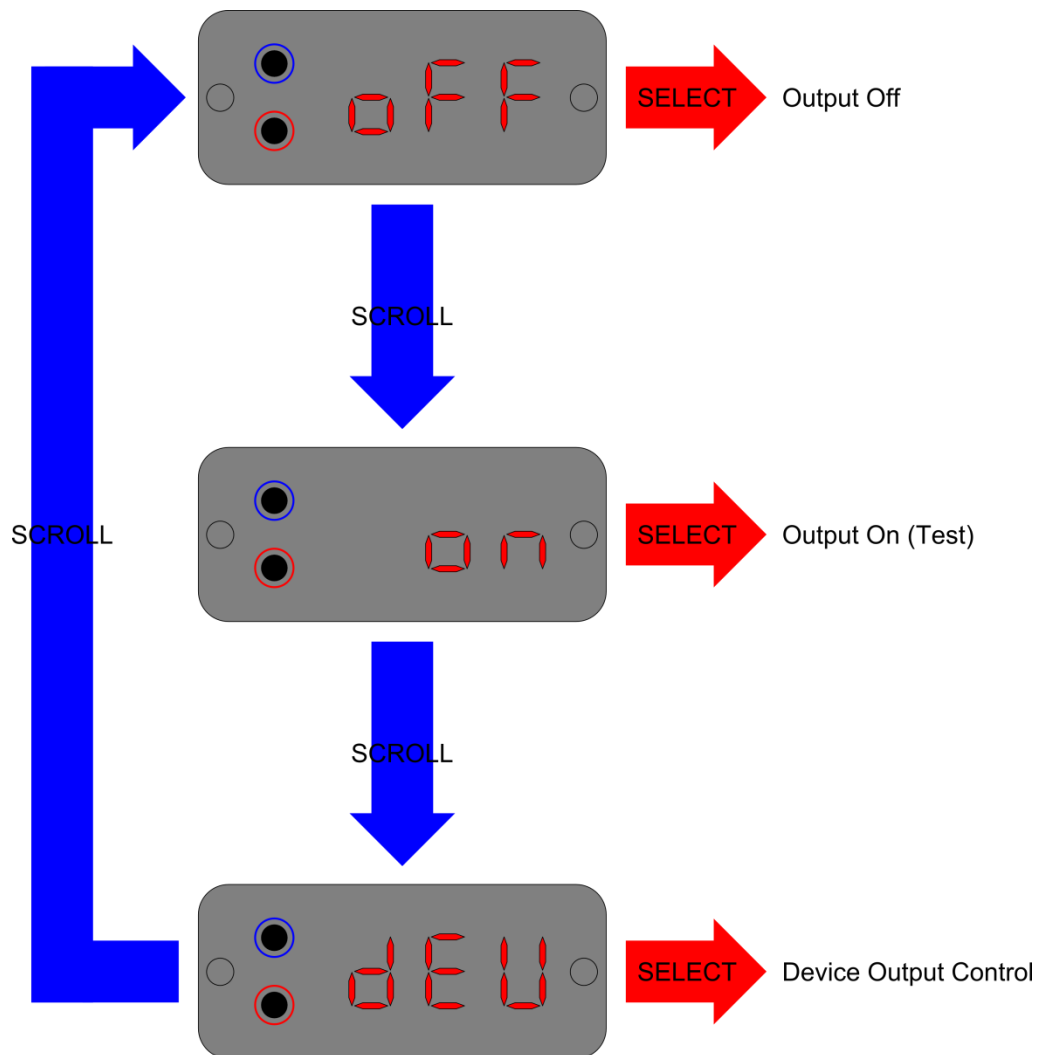 oFF
SELECT
Output Off
SCROLL
on
SELECT
Output On (Test)
SCROLL
SCROLL
dEU
SELECT
Device Output Control